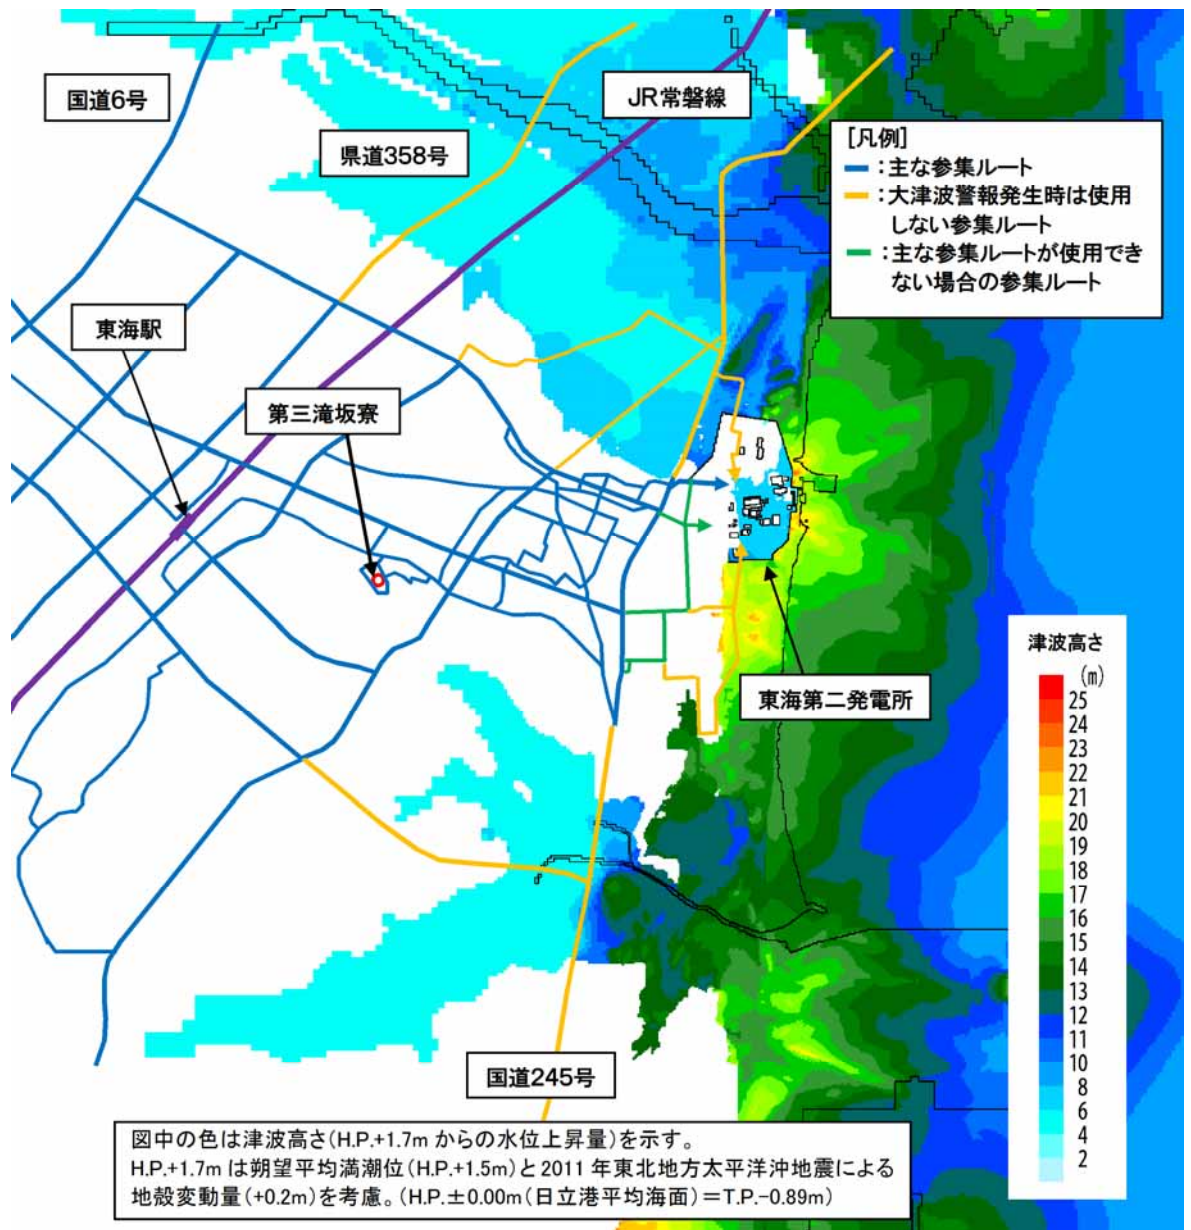 国道6号
JR常磐線
県道358号
[凡例]
:主な参集ルート
:大津波警報発生時は使用
しない参集ルート
:主な参集ルートが使用でき
ない場合の参集ルート
東海駅
第三滝坂寮
東海第二発電所
津波高さ
(m)
25
24
23
22
21
20
19
18
17
16
15
14
13
12
11
10
8
6
4
2
国道245号
図中の色は津波高さ(H.P.+1.7m からの水位上昇量)を示す。
H.P.+1.7m は朔望平均満潮位(H.P.+1.5m)と2011 年東北地方太平洋沖地震による
地殻変動量(+0.2m)を考慮。(H.P.±0.00m(日立港平均海面)=T.P.-0.89m)